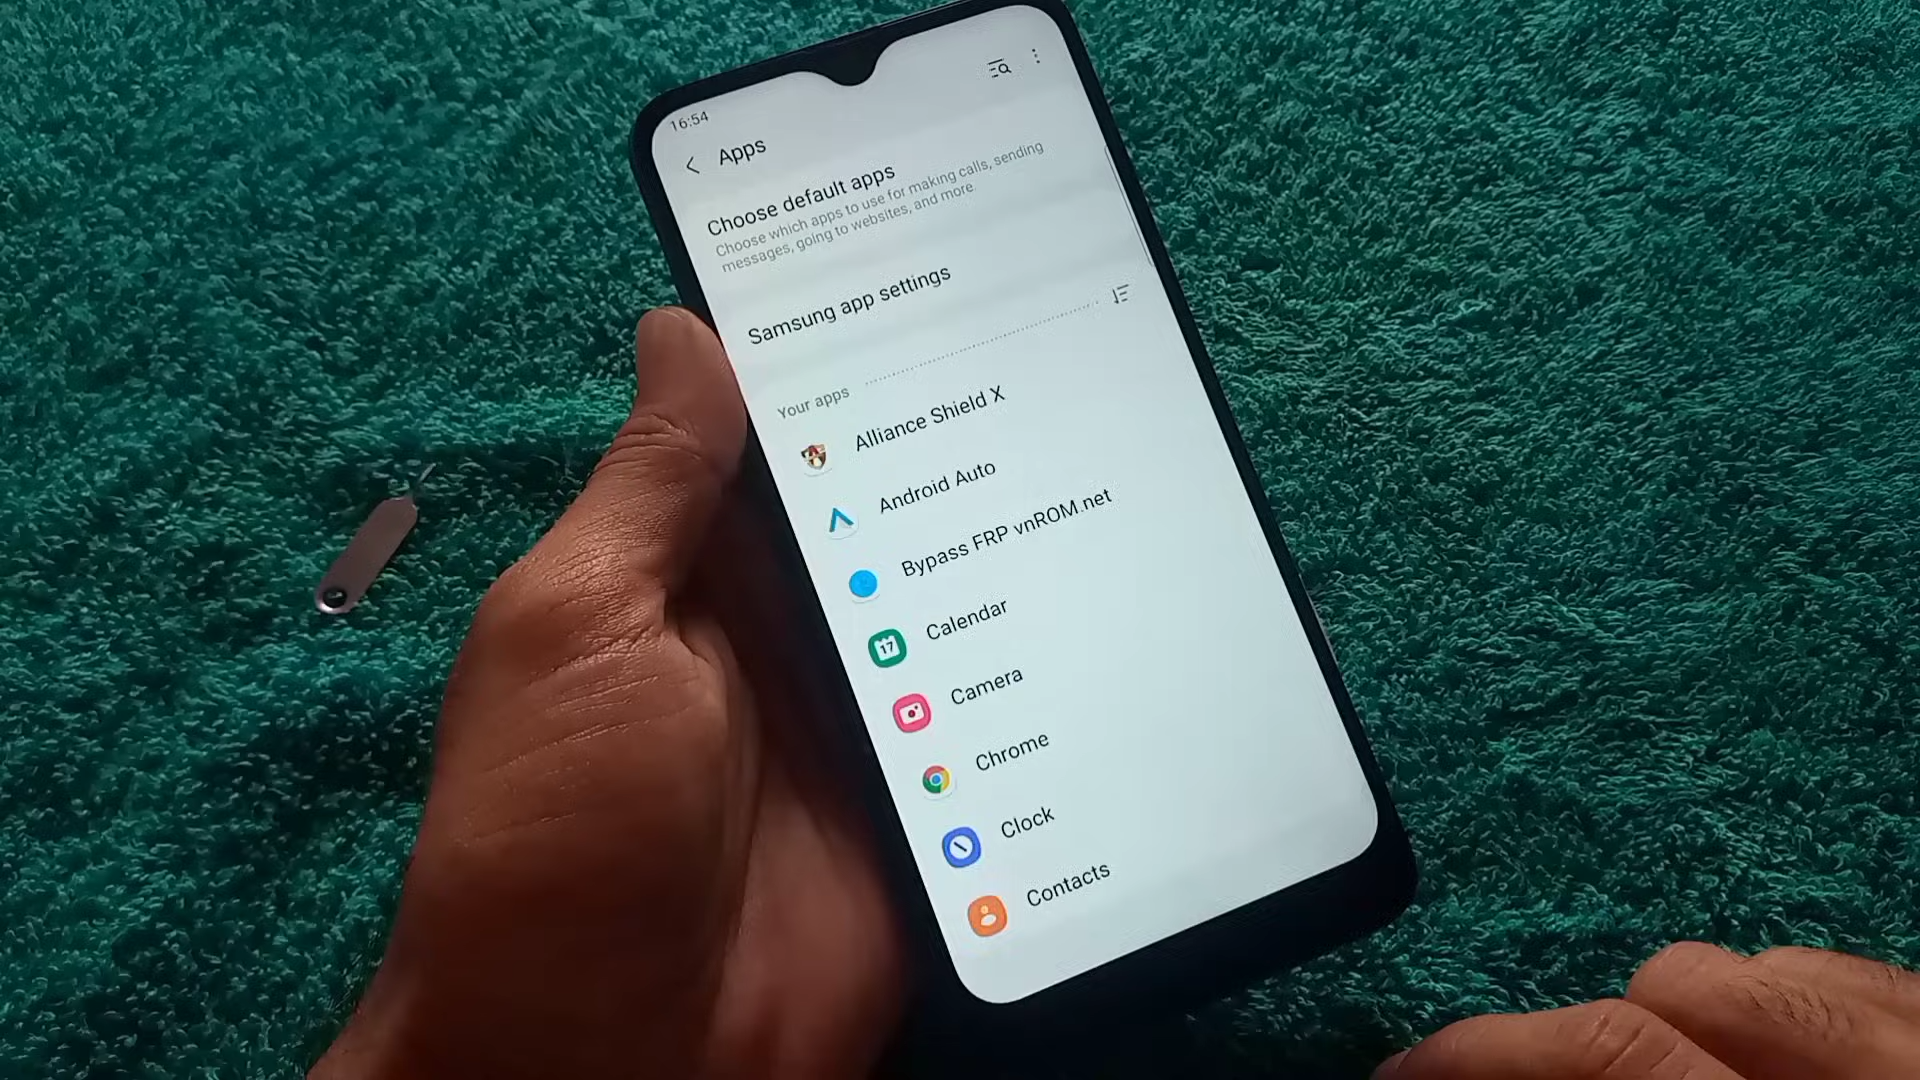 16:54
Apps
Choose default apps
Choose which apps to use for making calls, sending
messages, going to websites, and more.
Samsung app settings
Your apps
Alliance Shield X
Android Auto
Bypass FRP vnROM.net
17
Calendar
Camera
Chrome
Clock
Contacts